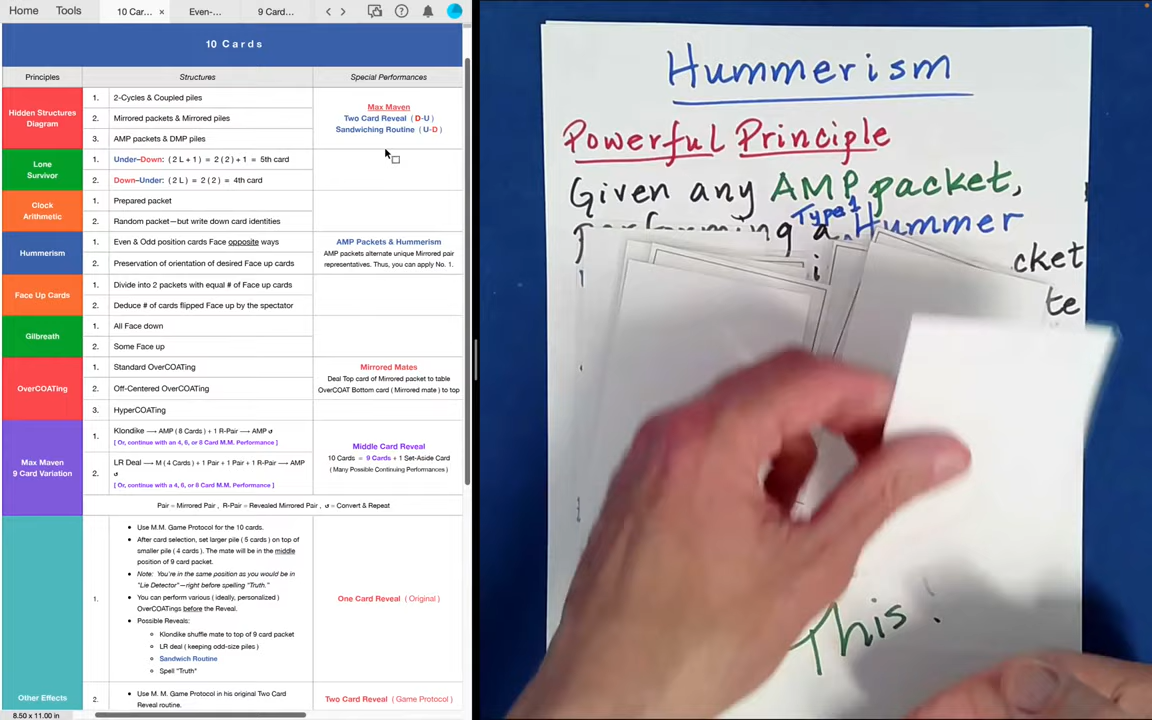 Home Tools 10 Car... × Even-... 9 Card...
10 Cards
Principles Structures Special Performances
Hidden Structures
Diagram
1. 2-Cycles & Coupled piles
2. Mirrored packets & Mirrored piles
3. AMP packets & DMP piles
Max Maven
Two Card Reveal ( D-U )
Sandwiching Routine ( U-D )
Lone
Survivor
1. Under–Down: ( 2 L + 1 ) = 2 ( 2 ) + 1 = 5th card
2. Down–Under: ( 2 L ) = 2 ( 2 ) = 4th card
Clock
Arithmetic
1. Prepared packet
2. Random packet—but write down card identities
Hummerism
1. Even & Odd position cards Face opposite ways
2. Preservation of orientation of desired Face up cards
AMP Packets & Hummerism
AMP packets alternate unique Mirrored pair
representatives. Thus, you can apply No. 1.
Face Up Cards
1. Divide into 2 packets with equal # of Face up cards
2. Deduce # of cards flipped Face up by the spectator
Gilbreath
1. All Face down
2. Some Face up
OverCOATing
1. Standard OverCOATing
2. Off-Centered OverCOATing
3. HyperCOATing
Mirrored Mates
Deal Top card of Mirrored packet to table
OverCOAT Bottom card ( Mirrored mate ) to top
Max Maven
9 Card Variation
1. Klondike → AMP ( 8 Cards ) + 1 R-Pair → AMP ↺
[ Or, continue with an 4, 6, or 8 Card M.M. Performance ]
2. LR Deal → M ( 4 Cards ) + 1 Pair + 1 Pair + 1 R-Pair → AMP
↺
[ Or, continue with a 4, 6, or 8 Card M.M. Performance ]
Middle Card Reveal
10 Cards = 9 Cards + 1 Set-Aside Card
( Many Possible Continuing Performances )
Pair = Mirrored Pair , R-Pair = Revealed Mirrored Pair , ↺ = Convert & Repeat
Other Effects
1.
• Use M.M. Game Protocol for the 10 cards.
• After card selection, set larger pile ( 5 cards ) on top of
smaller pile ( 4 cards ). The mate will be in the middle
position of 9 card packet.
• Note: You're in the same position as you would be in
"Lie Detector"—right before spelling "Truth."
• You can perform various ( ideally, personalized )
OverCOATings before the Reveal.
• Possible Reveals:
○ Klondike shuffle mate to top of 9 card packet
○ LR deal ( keeping odd-size piles )
○ Sandwich Routine
○ Spell "Truth"
One Card Reveal ( Original )
2.
• Use M. M. Game Protocol in his original Two Card
Reveal routine.
Two Card Reveal ( Game Protocol )
8.50 x 11.00 in
Hummerism
Powerful Principle
Given any AMP packet,
performing a Type 1 Hummer
cket
te
This!